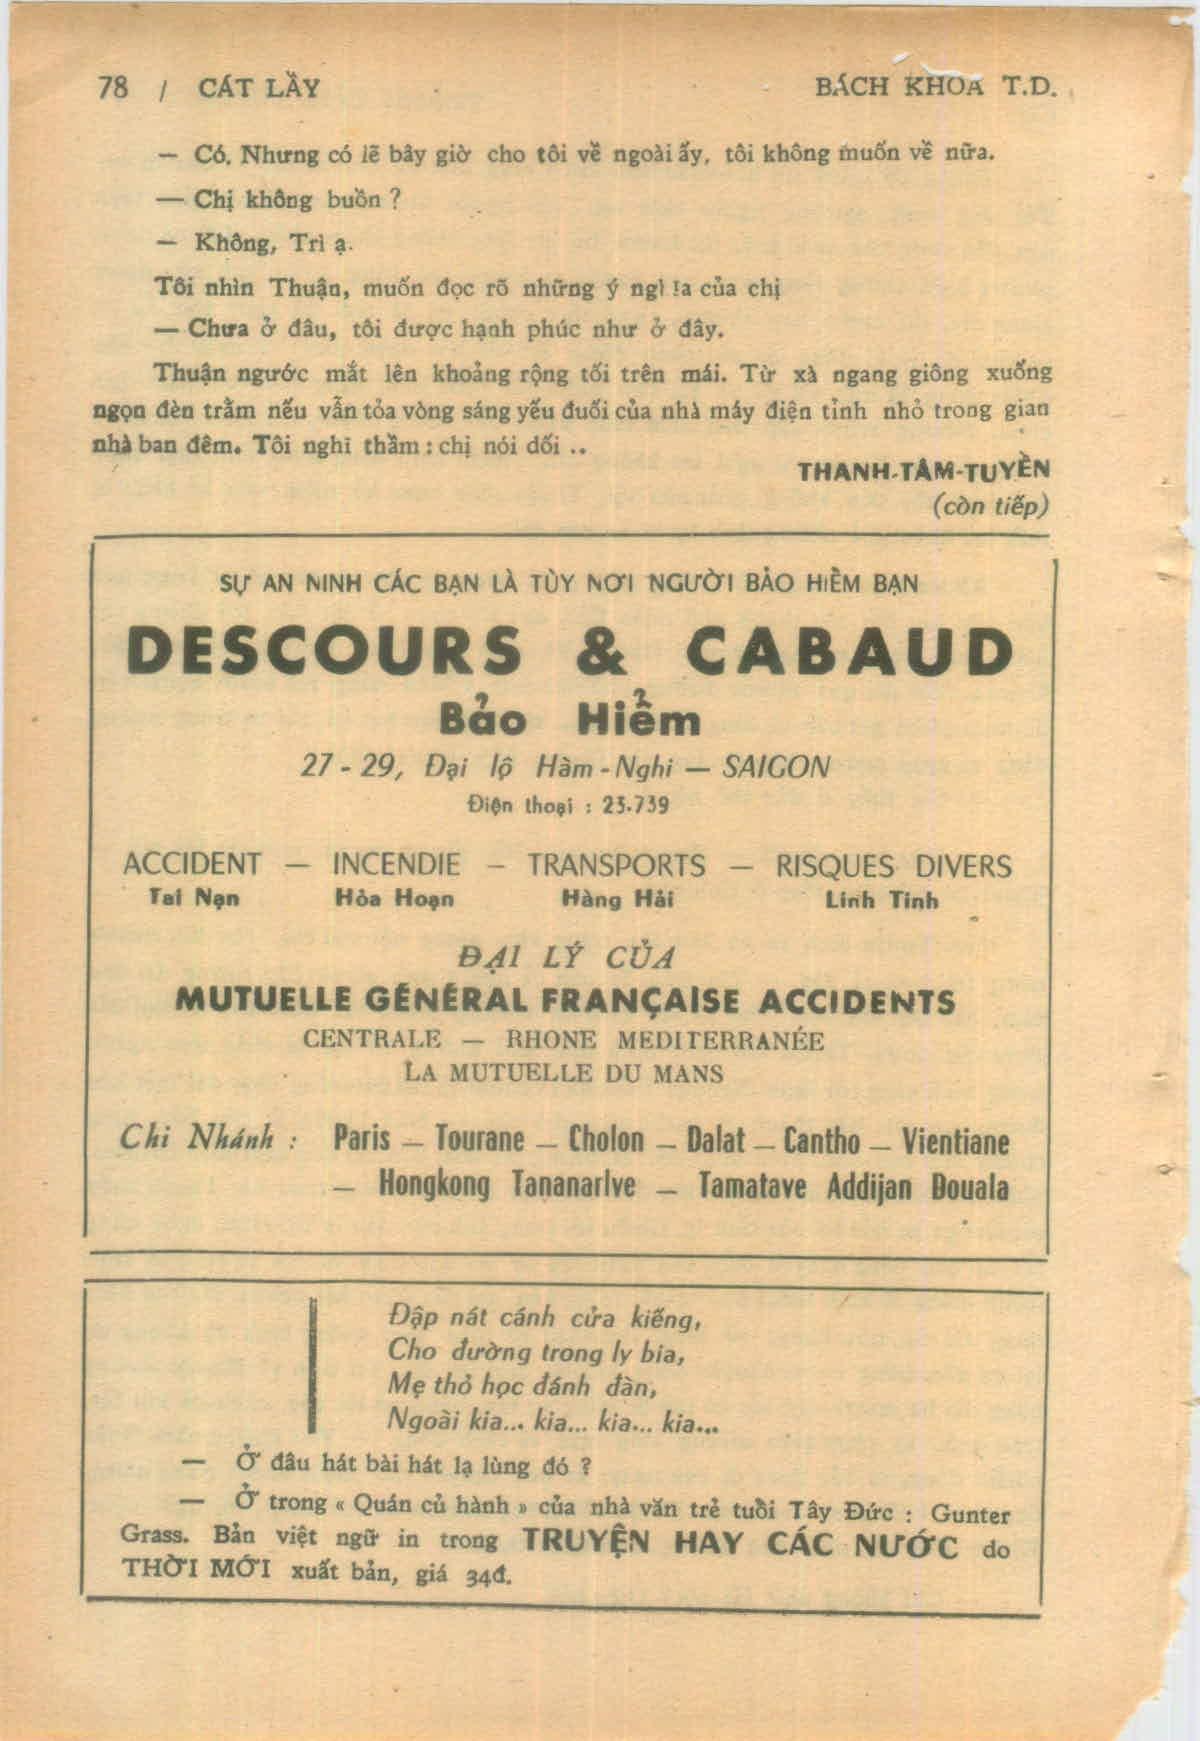 78 / CÁT LẦY
BÁCH KHOA T.D.
— Có. Nhưng có lẽ bây giờ cho tôi về ngoài ấy, tôi không muốn về nữa.
— Chị không buồn ?
— Không, Trì ạ.
Tôi nhìn Thuận, muốn đọc rõ những ý nghĩa của chị
— Chưa ở đâu, tôi được hạnh phúc như ở đây.
Thuận ngước mắt lên khoảng rộng tối trên mái. Từ xà ngang giông xuống
ngọn đèn trằm nếu vẫn tỏa vòng sáng yếu đuối của nhà máy điện tỉnh nhỏ trong gian
nhà ban đêm. Tôi nghĩ thầm : chị nói dối ..
THANH-TÂM-TUYỀN
(còn tiếp)
SỰ AN NINH CÁC BẠN LÀ TÙY NƠI NGƯỜI BẢO HIỂM BẠN
DESCOURS & CABAUD
Bảo Hiểm
27 - 29, Đại lộ Hàm - Nghi — SAIGON
Điện thoại : 23.739
ACCIDENT — INCENDIE — TRANSPORTS — RISQUES DIVERS
Tai Nạn Hỏa Hoạn Hàng Hải Linh Tinh
ĐẠI LÝ CỦA
MUTUELLE GÉNÉRAL FRANÇAISE ACCIDENTS
CENTRALE — RHONE MEDITERRANÉE
LA MUTUELLE DU MANS
Chi Nhánh : Paris — Tourane — Cholon — Dalat — Cantho — Vientiane
— Hongkong Tananarive — Tamatave Addijan Douala
Đập nát cánh cửa kiếng,
Cho đường trong ly bia,
Mẹ thỏ học đánh đàn,
Ngoài kia... kia... kia... kia...
— Ở đâu hát bài hát lạ lùng đó ?
— Ở trong « Quán củ hành » của nhà văn trẻ tuổi Tây Đức : Gunter
Grass. Bản việt ngữ in trong TRUYỆN HAY CÁC NƯỚC do
THỜI MỚI xuất bản, giá 34đ.